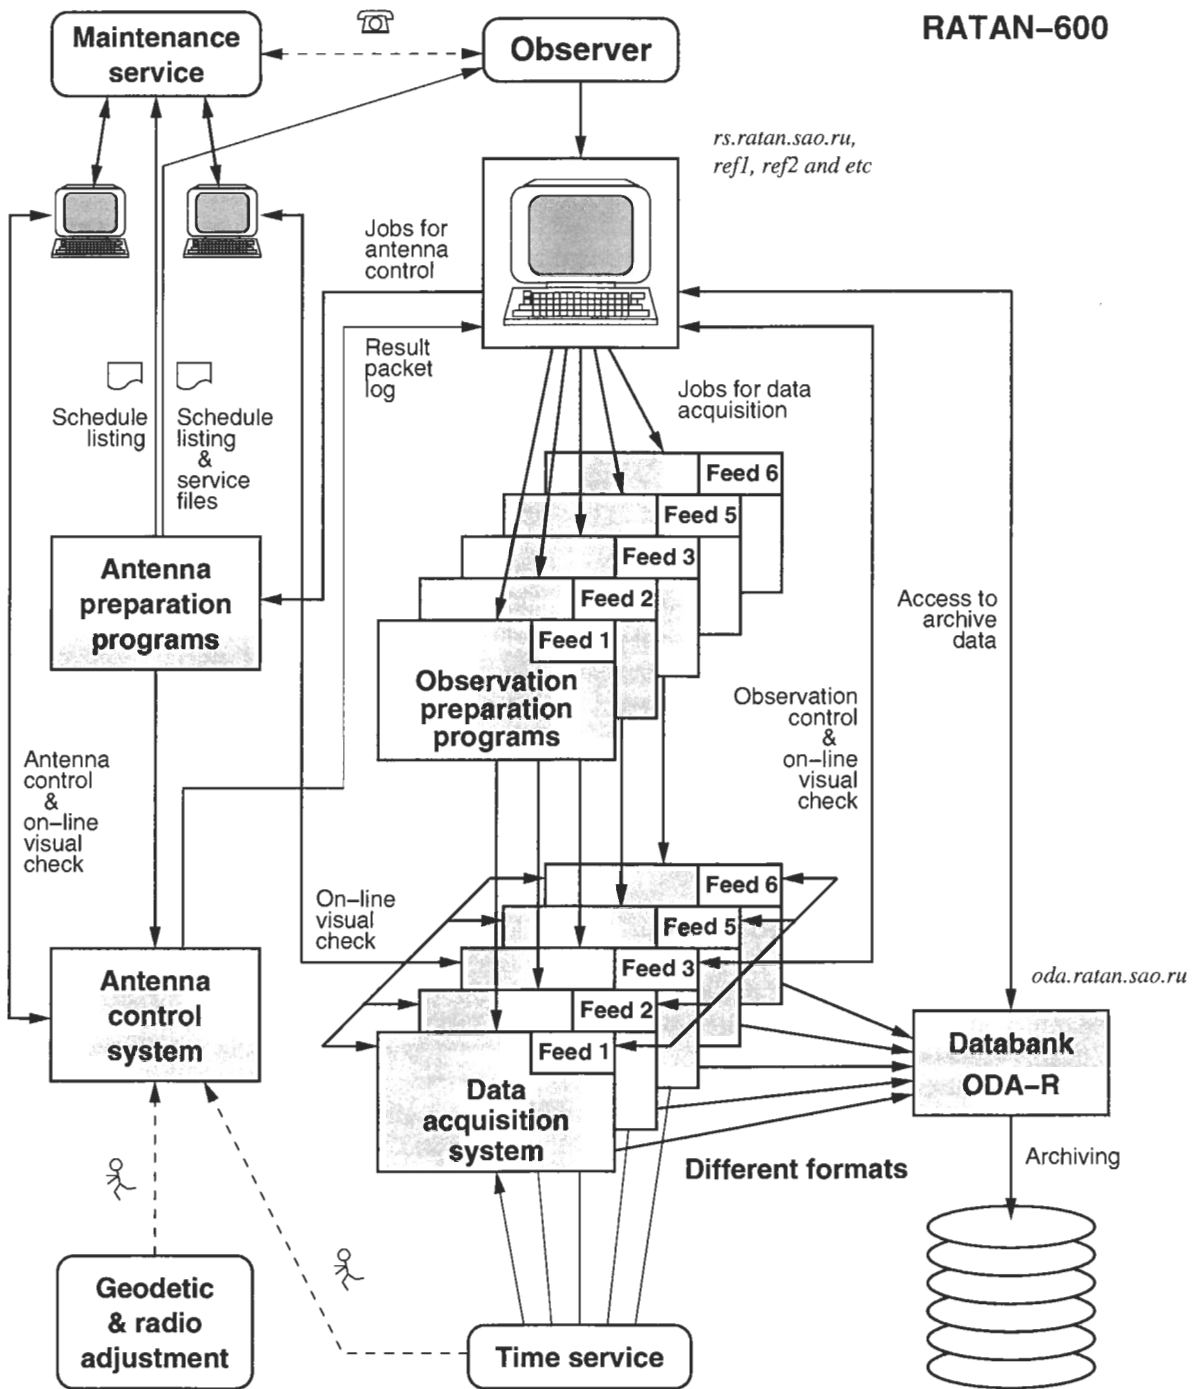 RATAN–600
Maintenance
service
Observer
rs.ratan.sao.ru,
ref1, ref2 and etc
Jobs for
antenna
control
Result
packet
log
Jobs for data
acquisition
Schedule
listing
Schedule
listing
&
service
files
Feed 6
Feed 5
Feed 3
Feed 2
Feed 1
Observation
preparation
programs
Antenna
preparation
programs
Access to
archive
data
Observation
control
&
on–line
visual
check
Antenna
control
&
on–line
visual
check
On–line
visual
check
Feed 6
Feed 5
Feed 3
Feed 2
Feed 1
Data
acquisition
system
Antenna
control
system
oda.ratan.sao.ru
Databank
ODA–R
Different formats
Archiving
Geodetic
& radio
adjustment
Time service